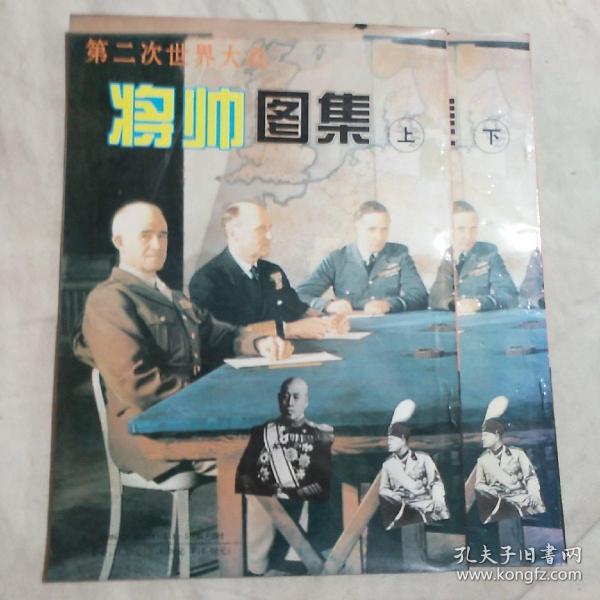 第二次世界大战
将帅图集 上
下
孔夫子旧书网
www.kongfz.com